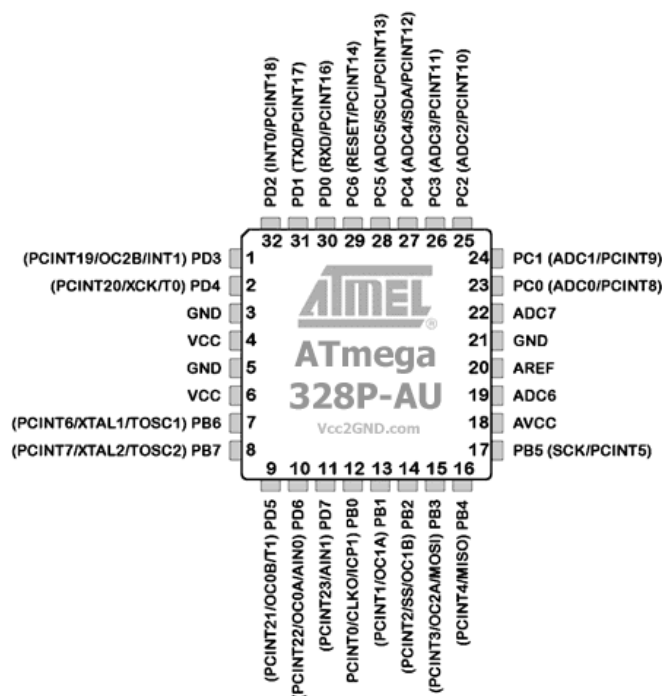 PD2 (INT0/PCINT18)
PD1 (TXD/PCINT17)
PD0 (RXD/PCINT16)
PC6 (RESET/PCINT14)
PC5 (ADC5/SCL/PCINT13)
PC4 (ADC4/SDA/PCINT12)
PC3 (ADC3/PCINT11)
PC2 (ADC2/PCINT10)
32 31 30 29 28 27 26 25
(PCINT19/OC2B/INT1) PD3 1
(PCINT20/XCK/T0) PD4 2
GND 3
VCC 4
GND 5
VCC 6
(PCINT6/XTAL1/TOSC1) PB6 7
(PCINT7/XTAL2/TOSC2) PB7 8
ATMEL
®
ATmega
328P-AU
Vcc2GND.com
24 PC1 (ADC1/PCINT9)
23 PC0 (ADC0/PCINT8)
22 ADC7
21 GND
20 AREF
19 ADC6
18 AVCC
17 PB5 (SCK/PCINT5)
9 10 11 12 13 14 15 16
(PCINT21/OC0B/T1) PD5
(PCINT22/OC0A/AIN0) PD6
(PCINT23/AIN1) PD7
PCINT0/CLKO/ICP1) PB0
(PCINT1/OC1A) PB1
(PCINT2/SS/OC1B) PB2
(PCINT3/OC2A/MOSI) PB3
(PCINT4/MISO) PB4